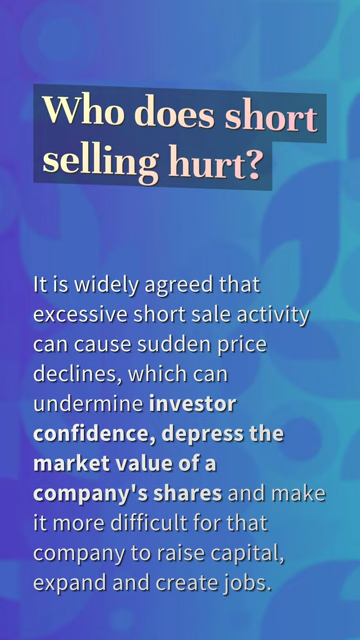 Who does short
selling hurt?
It is widely agreed that
excessive short sale activity
can cause sudden price
declines, which can
undermine investor
confidence, depress the
market value of a
company's shares and make
it more difficult for that
company to raise capital,
expand and create jobs.